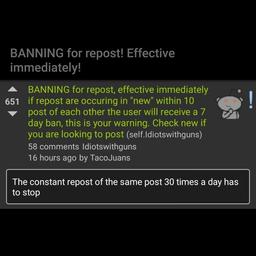 BANNING for repost! Effective
immediately!
BANNING for repost, effective immediately
if repost are occuring in "new" within 10
post of each other the user will receive a 7
day ban, this is your warning. Check new if
you are looking to post (self.Idiotswithguns)
651
58 comments Idiotswithguns
16 hours ago by TacoJuans
The constant repost of the same post 30 times a day has
to stop